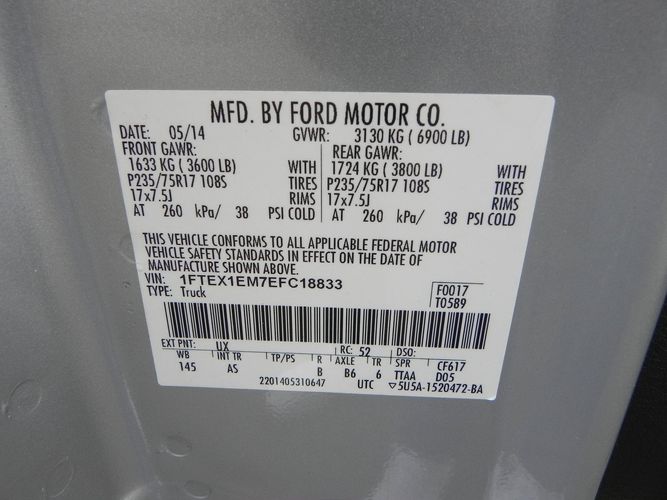 MFD. BY FORD MOTOR CO.
DATE: 05/14 GVWR: 3130 KG ( 6900 LB)
FRONT GAWR: REAR GAWR:
1633 KG ( 3600 LB) WITH 1724 KG ( 3800 LB) WITH
P235/75R17 108S TIRES P235/75R17 108S TIRES
17x7.5J RIMS 17x7.5J RIMS
AT 260 kPa/ 38 PSI COLD AT 260 kPa/ 38 PSI COLD
THIS VEHICLE CONFORMS TO ALL APPLICABLE FEDERAL MOTOR
VEHICLE SAFETY STANDARDS IN EFFECT ON THE DATE OF
MANUFACTURE SHOWN ABOVE.
VIN: 1FTEX1EM7EFC18833 F0017
TYPE: Truck T0589
EXT PNT: UX RC: 52 DSO:
WB INT TR TP/PS R AXLE TR SPR CF617
145 AS B B6 6 TTAA D05
2201405310647 UTC ▽5U5A-1520472-BA